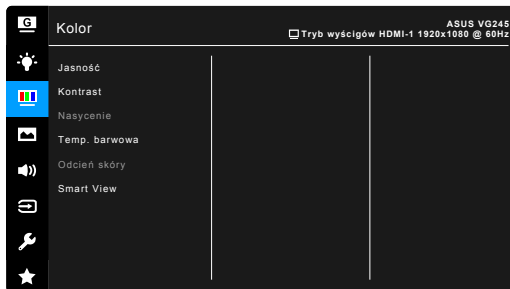 G
Kolor
ASUS VG245
Tryb wyścigów HDMI-1 1920x1080 @ 60Hz
Jasność
Kontrast
Nasycenie
Temp. barwowa
Odcień skóry
Smart View